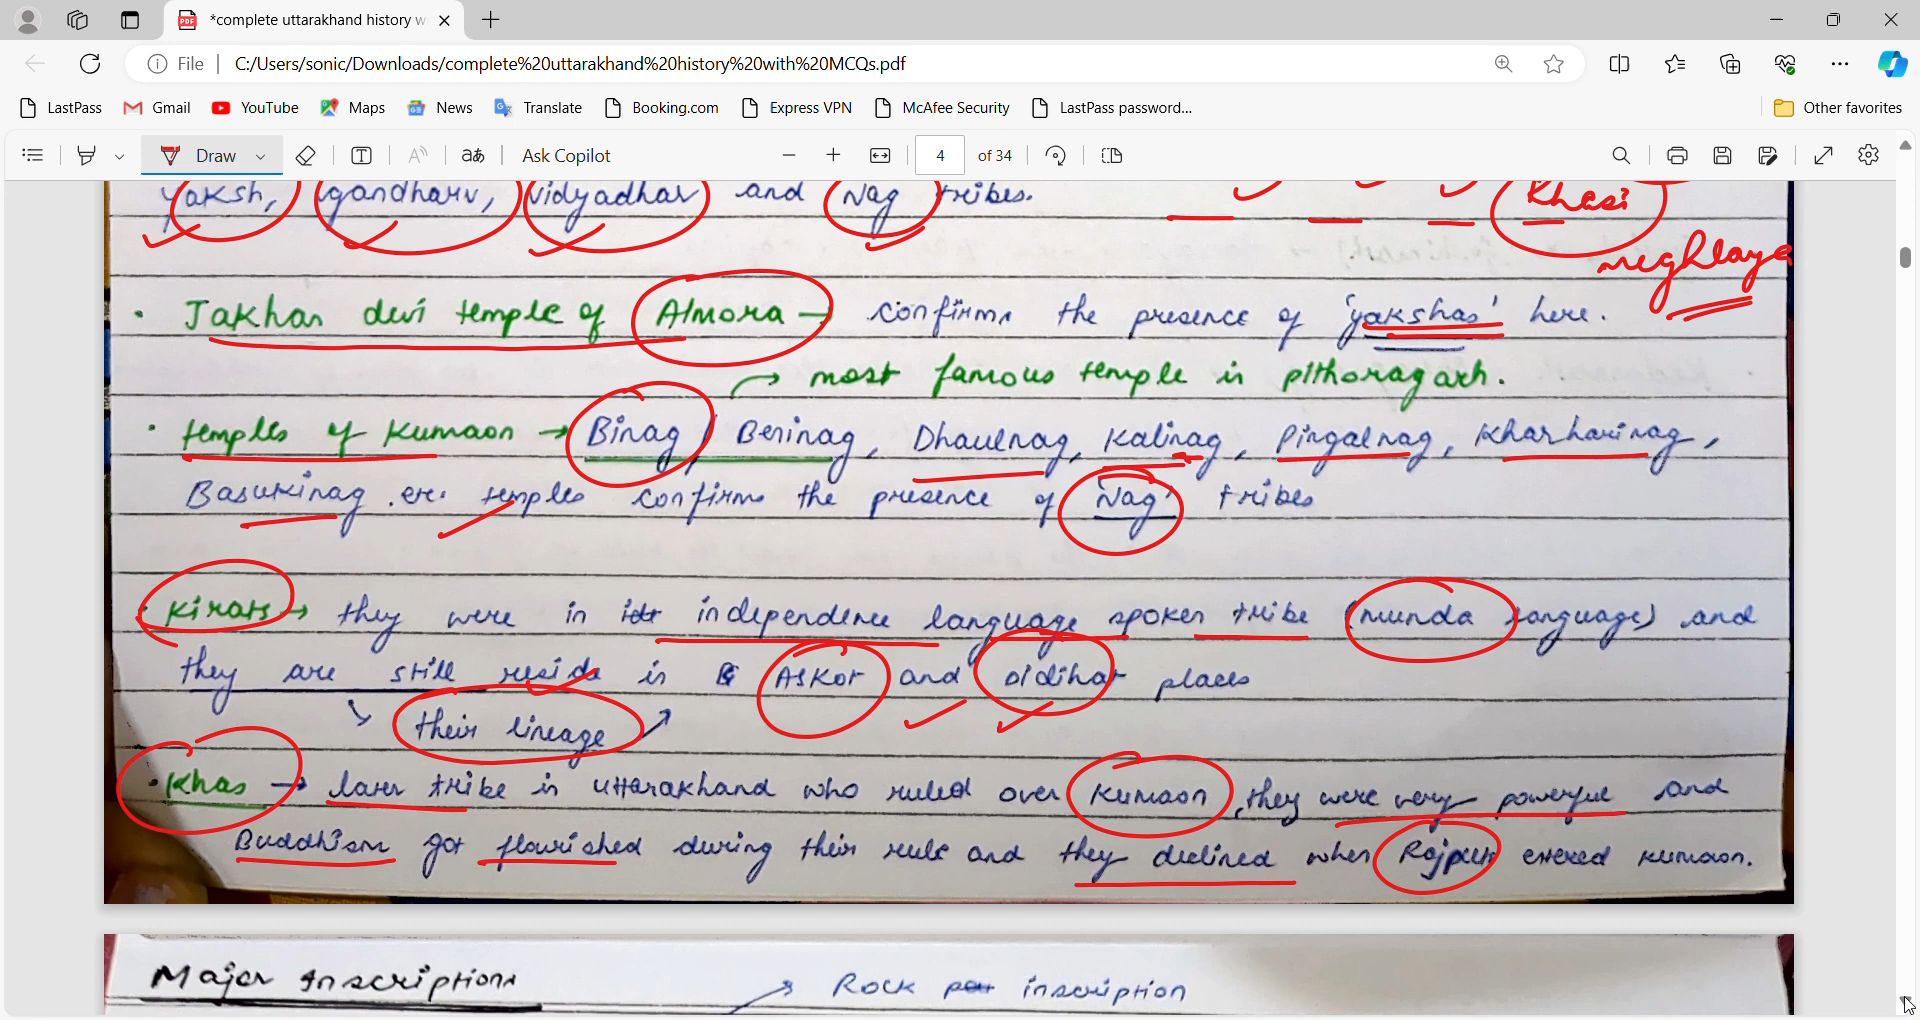 *complete uttarakhand history w
File
C:/Users/sonic/Downloads/complete%20uttarakhand%20history%20with%20MCQs.pdf
LastPass
Gmail
YouTube
Maps
News
Translate
Booking.com
Express VPN
McAfee Security
LastPass password...
Other favorites
Draw
Ask Copilot
4
of 34
yaksh, gandharv, vidyadhar and Nag tribes.
Khasi
meghlaya
Jakhan devi temple of Almora → confirms the presence of 'yakshas' here.
→ most famous temple in pithoragarh.
temples of Kumaon → Binag / Berinag, Dhaulnag, Kalinag, Pingalnag, Kharharinag,
Basukinag .etc. temples confirms the presence of 'Nag' tribes
Kirats → they were in independence language spoken tribe (munda language) and
they are still reside in Askot and didihat places
their lineage
Khas → later tribe in uttarakhand who ruled over Kumaon, they were very powerful and
Buddhism got flourished during their rule and they declined when Rajputs entered kumaon.
Major Inscriptions
→ Rock inscription